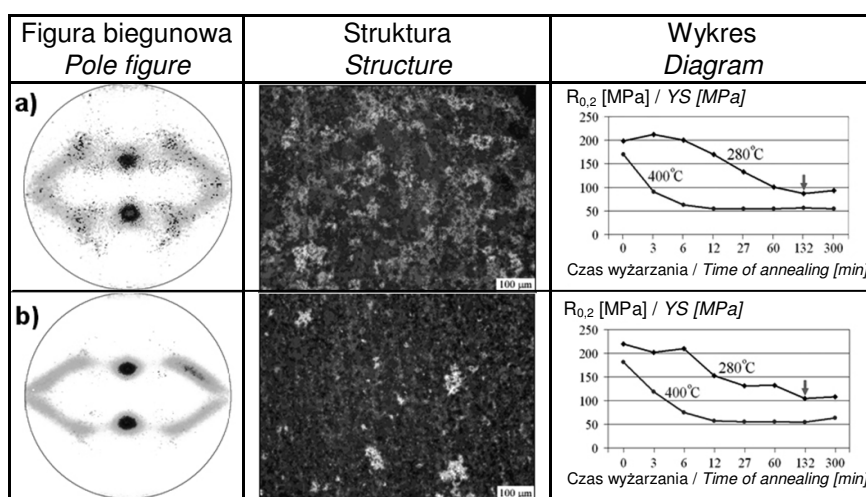 Figura biegunowa
Pole figure
Struktura
Structure
Wykres
Diagram
a)
100 µm
R0,2 [MPa] / YS [MPa]
250
200
150
100
50
0
280°C
400°C
0 3 6 12 27 60 132 300
Czas wyżarzania / Time of annealing [min]
b)
100 µm
R0,2 [MPa] / YS [MPa]
250
200
150
100
50
0
280°C
400°C
0 3 6 12 27 60 132 300
Czas wyżarzania / Time of annealing [min]